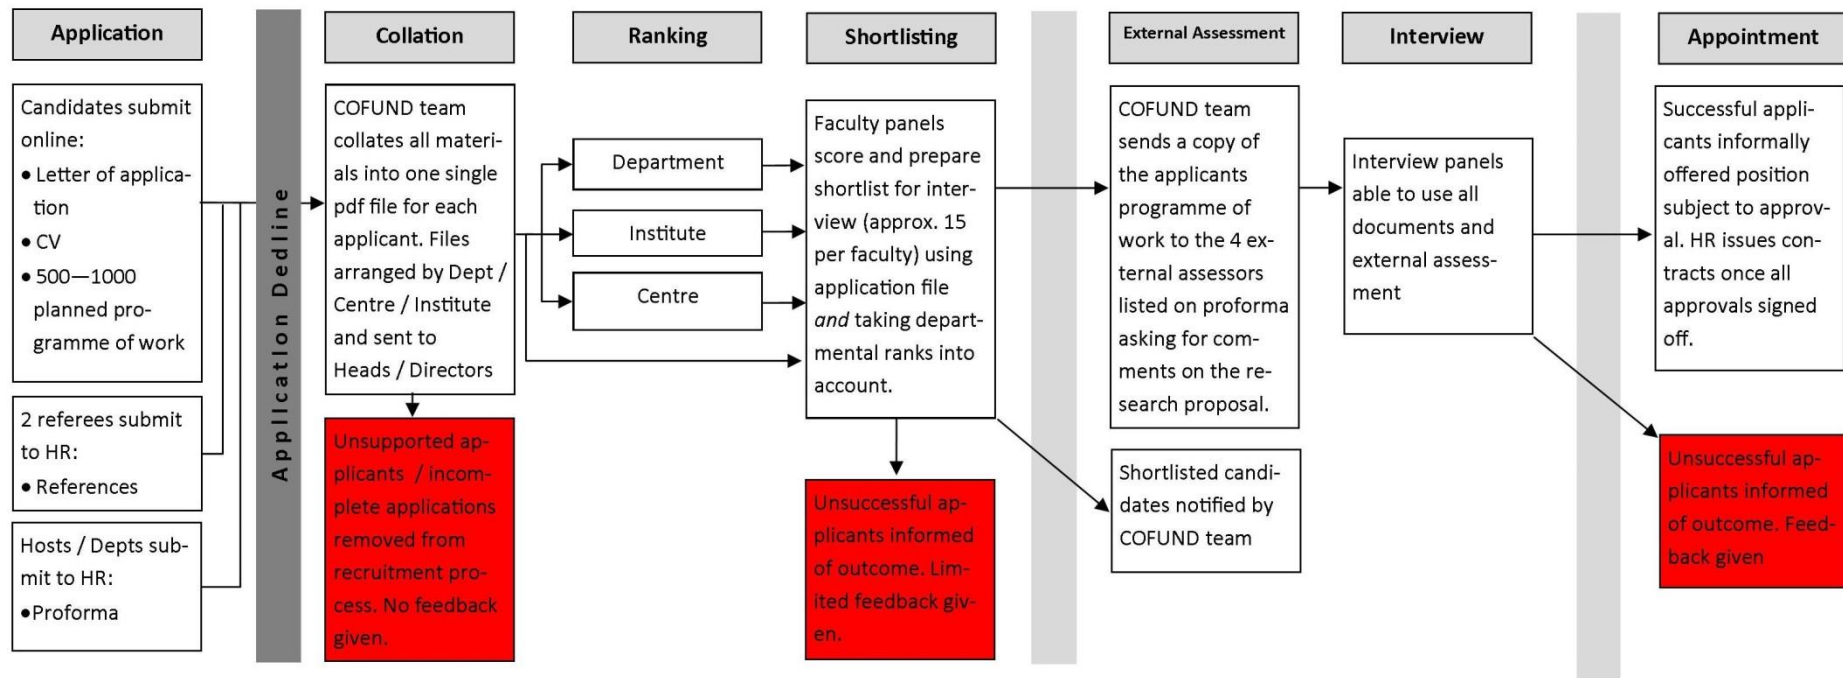 Application
Candidates submit
online:
• Letter of applica-
tion
• CV
• 500—1000
planned pro-
gramme of work
2 referees submit
to HR:
• References
Hosts / Depts sub-
mit to HR:
•Proforma
Application Dedline
Collation
COFUND team
collates all materi-
als into one single
pdf file for each
applicant. Files
arranged by Dept /
Centre / Institute
and sent to
Heads / Directors
Unsupported ap-
plicants / incom-
plete applications
removed from
recruitment pro-
cess. No feedback
given.
Ranking
Department
Institute
Centre
Shortlisting
Faculty panels
score and prepare
shortlist for inter-
view (approx. 15
per faculty) using
application file
and taking depart-
mental ranks into
account.
Unsuccessful ap-
plicants informed
of outcome. Lim-
ited feedback giv-
en.
External Assessment
COFUND team
sends a copy of
the applicants
programme of
work to the 4 ex-
ternal assessors
listed on proforma
asking for com-
ments on the re-
search proposal.
Shortlisted candi-
dates notified by
COFUND team
Interview
Interview panels
able to use all
documents and
external assess-
ment
Appointment
Successful appli-
cants informally
offered position
subject to approv-
al. HR issues con-
tracts once all
approvals signed
off.
Unsuccessful ap-
plicants informed
of outcome. Feed-
back given